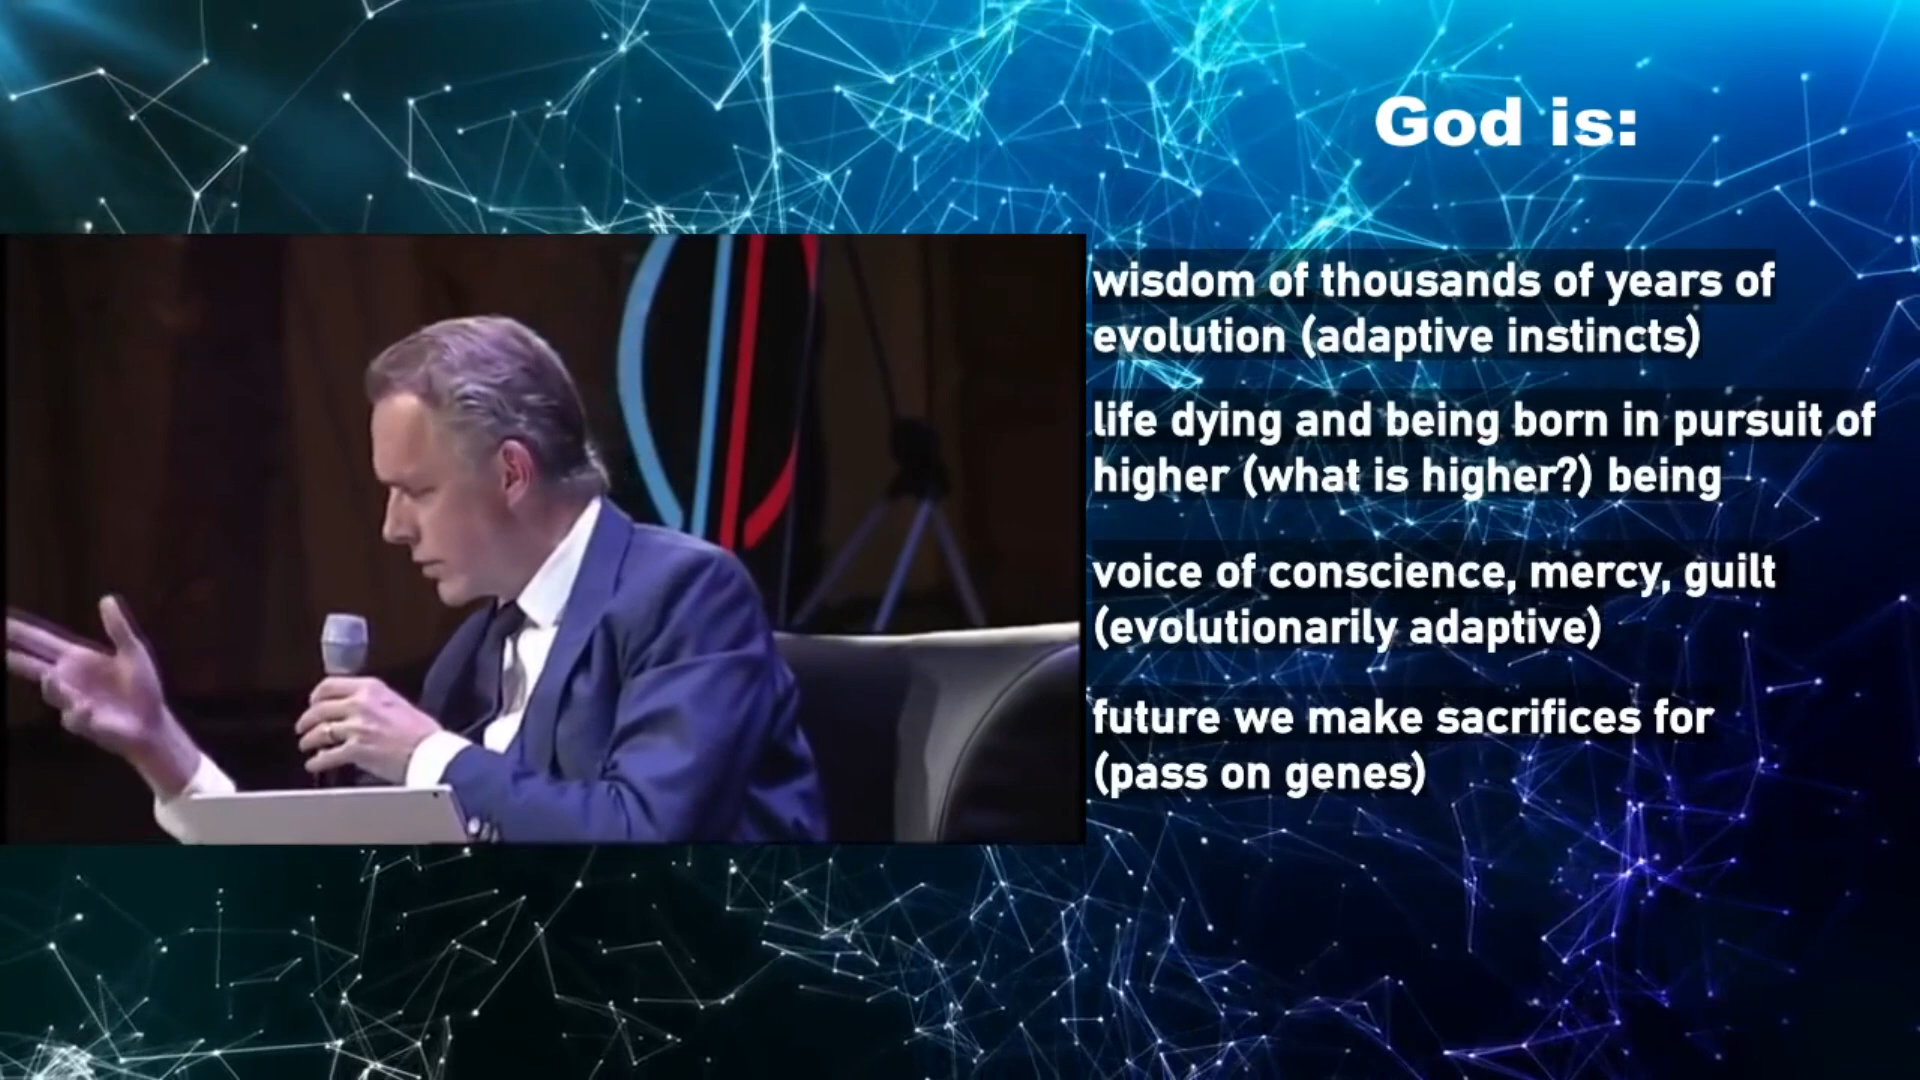 God is:
wisdom of thousands of years of
evolution (adaptive instincts)
life dying and being born in pursuit of
higher (what is higher?) being
voice of conscience, mercy, guilt
(evolutionarily adaptive)
future we make sacrifices for
(pass on genes)